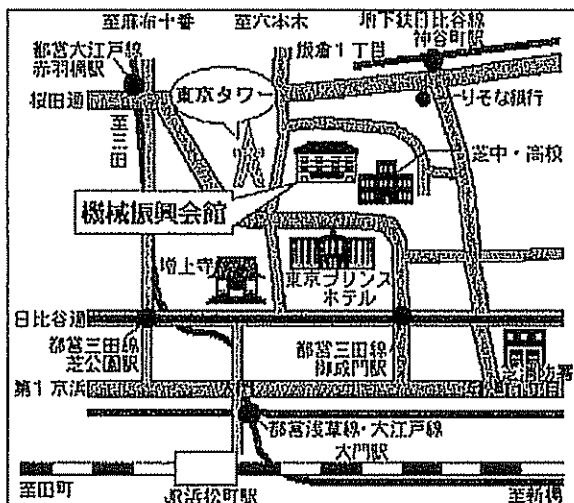 至麻布十番
至六本木
飯倉1丁目
地下鉄日比谷線
神谷町駅
都営大江戸線
赤羽橋駅
東京タワー
りそな銀行
桜田通
至三田
芝中・高校
機械振興会館
増上寺
東京プリンス
ホテル
日比谷通
都営三田線
芝公園駅
都営三田線
御成門駅
第1京浜
都営浅草線・大江戸線
大門駅
至田町
JR浜松町駅
至新橋